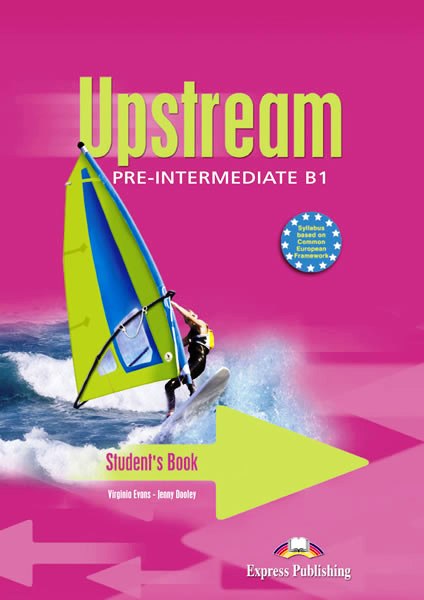 Upstream
PRE-INTERMEDIATE B1
Syllabus
based on
Common
European
Framework
Student's Book
Virginia Evans - Jenny Dooley
Express Publishing